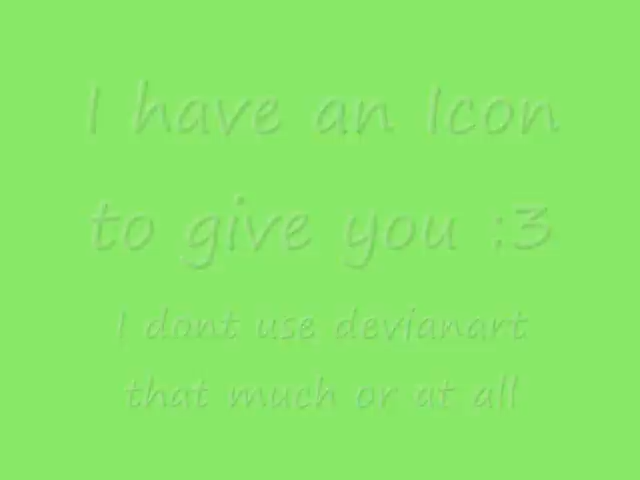 I have an Icon
to give you :3
I dont use devianart
that much or at all